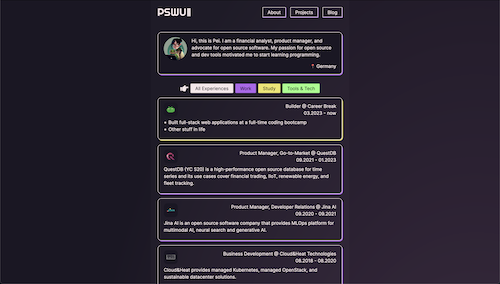 PSWU
About
Projects
Blog
Hi, this is Pei. I am a financial analyst, product manager, and
advocate for open source software. My passion for open source
and dev tools motivated me to start learning programming.
Germany
All Experiences
Work
Study
Tools & Tech
Builder @ Career Break
03.2023 - now
Built full-stack web applications at a full-time coding bootcamp
Other stuff in life
Product Manager, Go-to-Market @ QuestDB
09.2021 - 01.2023
QuestDB (YC S20) is a high-performance open source database for time
series and its use cases cover financial trading, IIoT, renewable energy, and
fleet tracking.
Product Manager, Developer Relations @ Jina AI
09.2020 - 09.2021
Jina AI is an open source software company that provides MLOps platform for
multimodal AI, neural search and generative AI.
Business Development @ Cloud&Heat Technologies
08.2018 - 08.2020
Cloud&Heat provides managed Kubernetes, managed OpenStack, and
sustainable datacenter solutions.